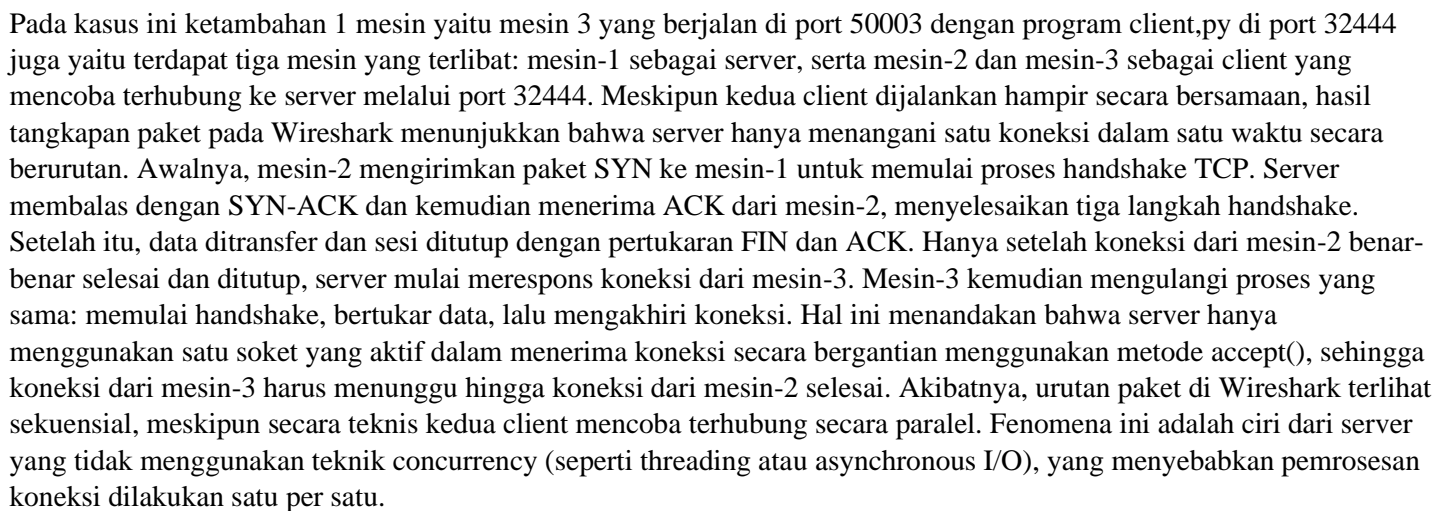 Pada kasus ini ketambahan 1 mesin yaitu mesin 3 yang berjalan di port 50003 dengan program client,py di port 32444
juga yaitu terdapat tiga mesin yang terlibat: mesin-1 sebagai server, serta mesin-2 dan mesin-3 sebagai client yang
mencoba terhubung ke server melalui port 32444. Meskipun kedua client dijalankan hampir secara bersamaan, hasil
tangkapan paket pada Wireshark menunjukkan bahwa server hanya menangani satu koneksi dalam satu waktu secara
berurutan. Awalnya, mesin-2 mengirimkan paket SYN ke mesin-1 untuk memulai proses handshake TCP. Server
membalas dengan SYN-ACK dan kemudian menerima ACK dari mesin-2, menyelesaikan tiga langkah handshake.
Setelah itu, data ditransfer dan sesi ditutup dengan pertukaran FIN dan ACK. Hanya setelah koneksi dari mesin-2 benar-
benar selesai dan ditutup, server mulai merespons koneksi dari mesin-3. Mesin-3 kemudian mengulangi proses yang
sama: memulai handshake, bertukar data, lalu mengakhiri koneksi. Hal ini menandakan bahwa server hanya
menggunakan satu soket yang aktif dalam menerima koneksi secara bergantian menggunakan metode accept(), sehingga
koneksi dari mesin-3 harus menunggu hingga koneksi dari mesin-2 selesai. Akibatnya, urutan paket di Wireshark terlihat
sekuensial, meskipun secara teknis kedua client mencoba terhubung secara paralel. Fenomena ini adalah ciri dari server
yang tidak menggunakan teknik concurrency (seperti threading atau asynchronous I/O), yang menyebabkan pemrosesan
koneksi dilakukan satu per satu.